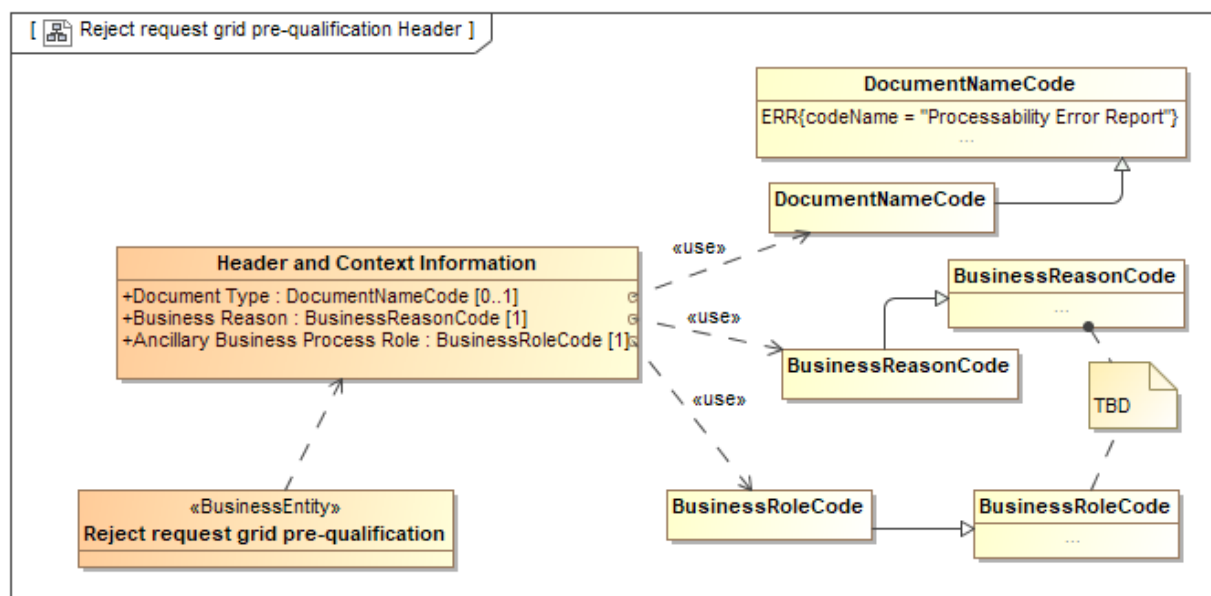 [ Reject request grid pre-qualification Header ]
DocumentNameCode
ERR{codeName = "Processability Error Report"}
...
DocumentNameCode
«use»
Header and Context Information
+Document Type : DocumentNameCode [0..1]
+Business Reason : BusinessReasonCode [1]
+Ancillary Business Process Role : BusinessRoleCode [1]
BusinessReasonCode
...
«use»
BusinessReasonCode
«use»
TBD
«BusinessEntity»
Reject request grid pre-qualification
BusinessRoleCode
BusinessRoleCode
...